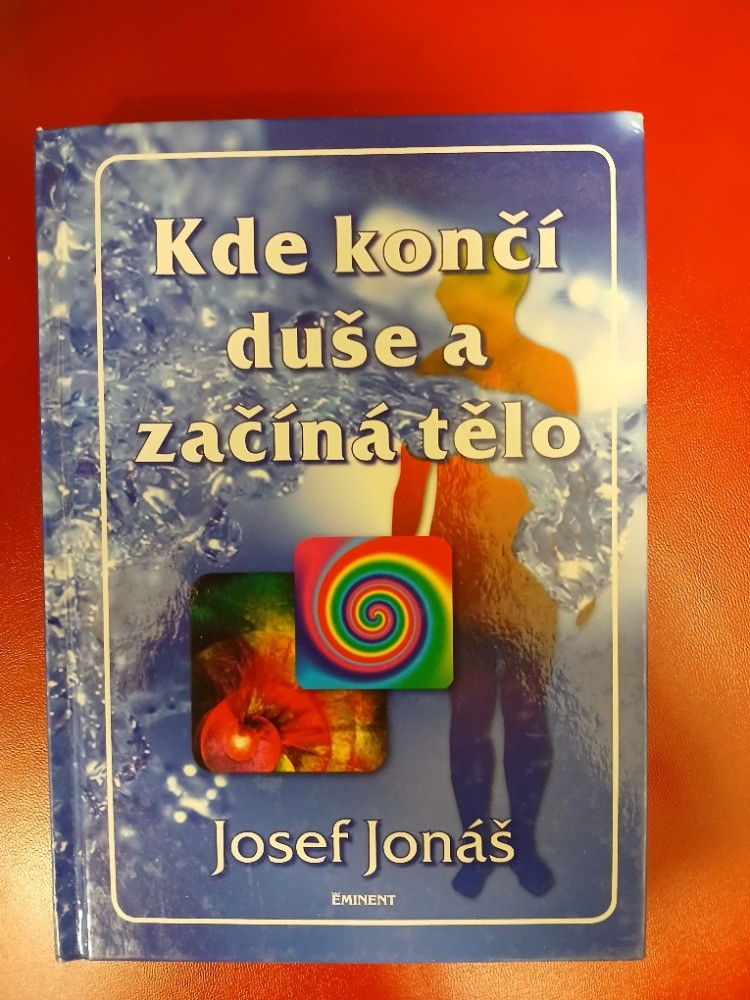 Kde končí
duše a
začíná tělo
Josef Jonáš
EMINENT